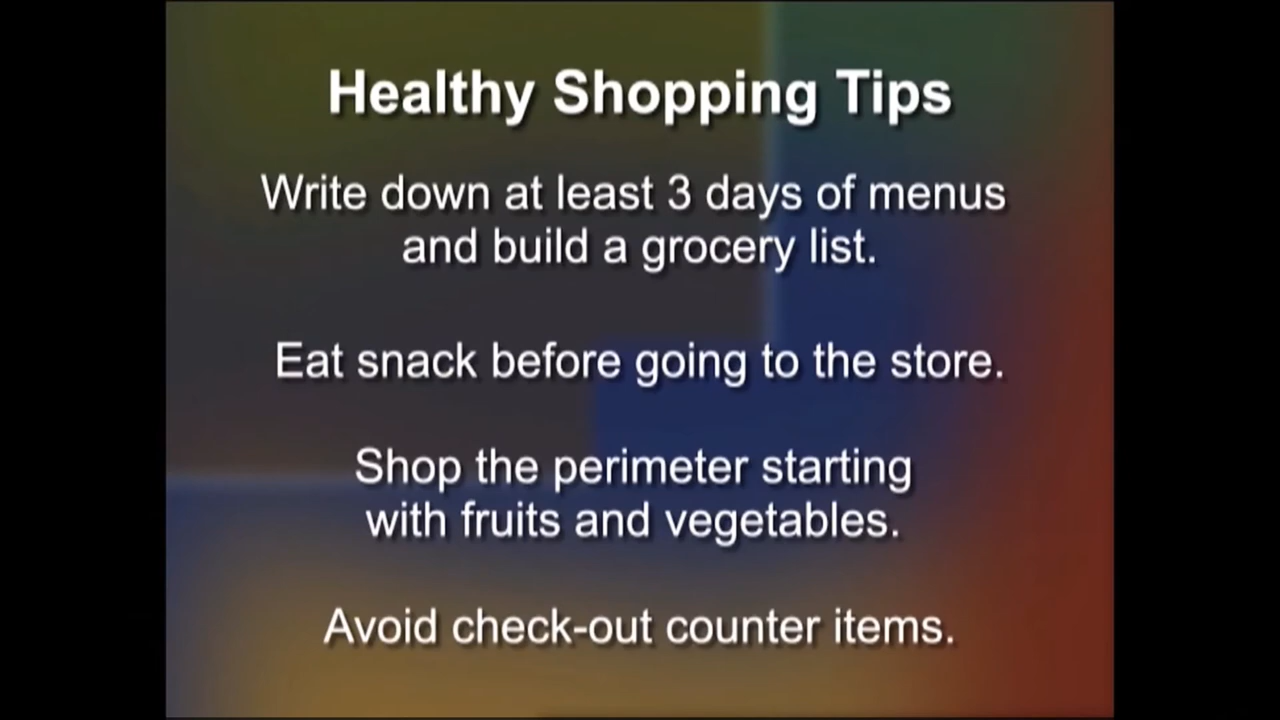 Healthy Shopping Tips
Write down at least 3 days of menus
and build a grocery list.
Eat snack before going to the store.
Shop the perimeter starting
with fruits and vegetables.
Avoid check-out counter items.